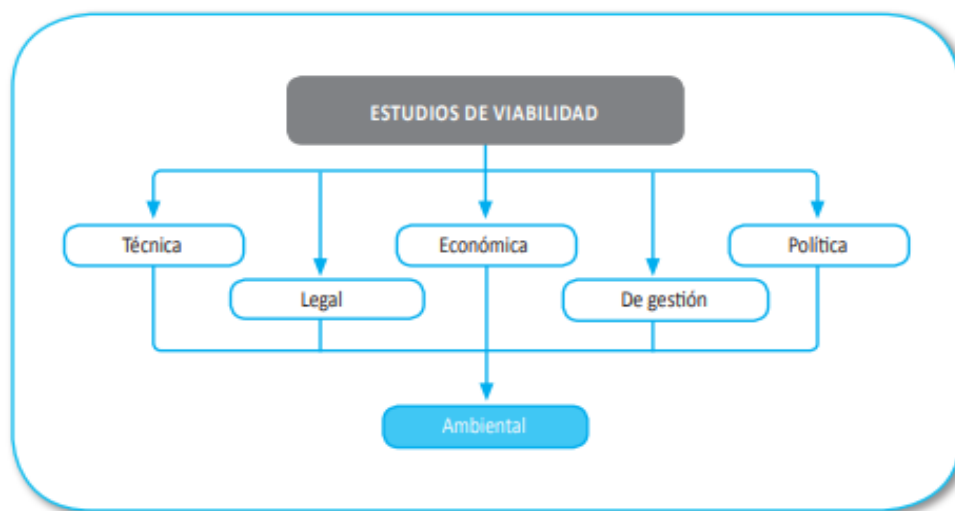 ESTUDIOS DE VIABILIDAD
Técnica
Económica
Política
Legal
De gestión
Ambiental